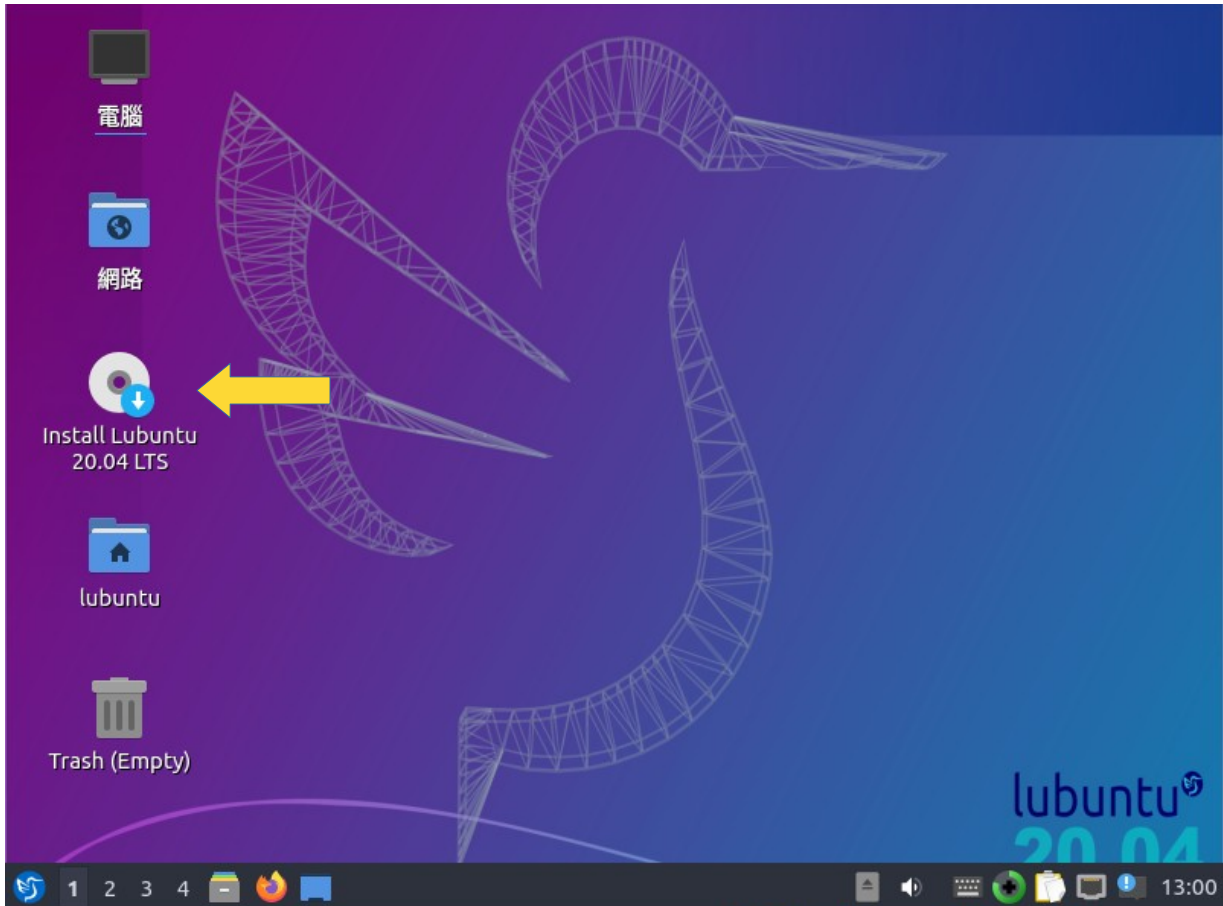 電腦
網路
Install Lubuntu
20.04 LTS
lubuntu
Trash (Empty)
lubuntu
20.04
1 2 3 4
13:00